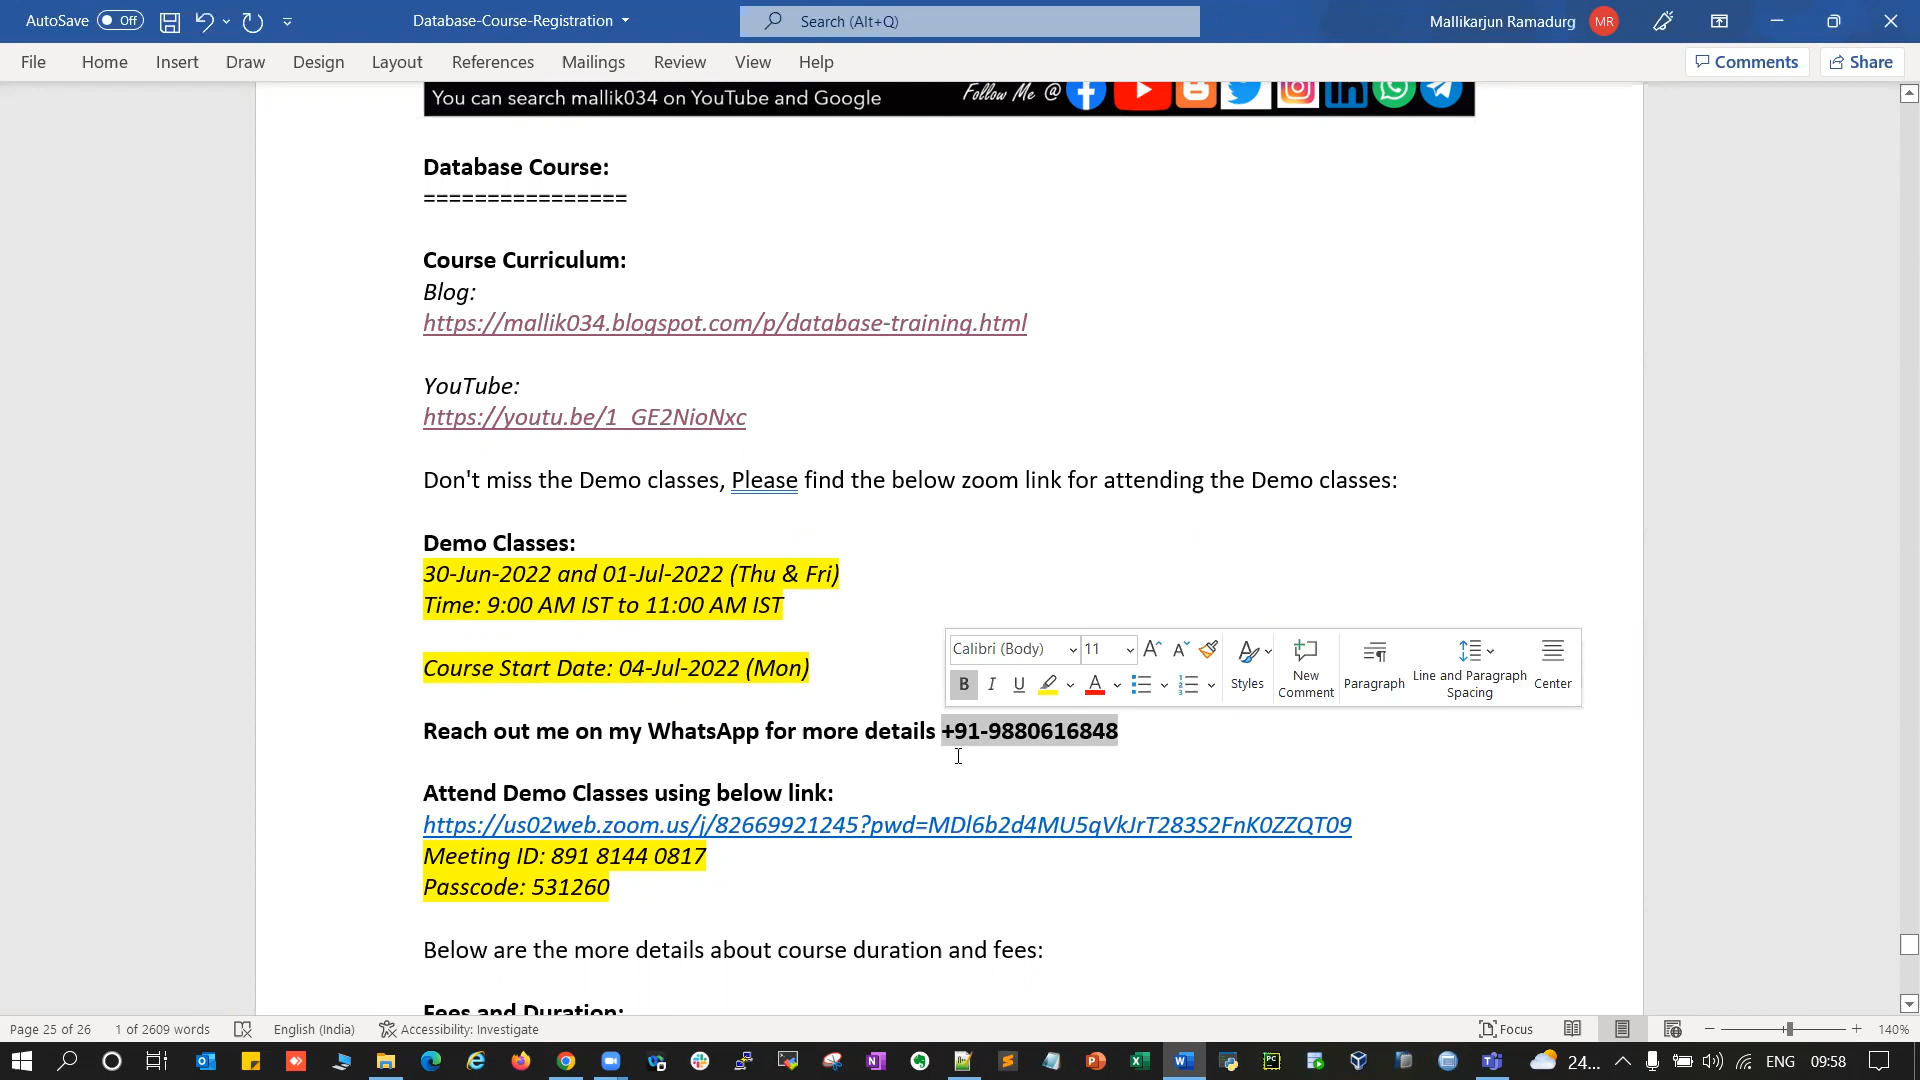 AutoSave Off
Database-Course-Registration
Search (Alt+Q)
Mallikarjun Ramadurg MR
File Home Insert Draw Design Layout References Mailings Review View Help
Comments Share
You can search mallik034 on YouTube and Google Follow Me @
Database Course:
================
Course Curriculum:
Blog:
https://mallik034.blogspot.com/p/database-training.html
YouTube:
https://youtu.be/1_GE2NioNxc
Don't miss the Demo classes, Please find the below zoom link for attending the Demo classes:
Demo Classes:
30-Jun-2022 and 01-Jul-2022 (Thu & Fri)
Time: 9:00 AM IST to 11:00 AM IST
Calibri (Body) 11
B I U A Styles New Comment Paragraph Line and Paragraph Spacing Center
Course Start Date: 04-Jul-2022 (Mon)
Reach out me on my WhatsApp for more details +91-9880616848
Attend Demo Classes using below link:
https://us02web.zoom.us/j/82669921245?pwd=MDl6b2d4MU5qVkJrT283S2FnK0ZZQT09
Meeting ID: 891 8144 0817
Passcode: 531260
Below are the more details about course duration and fees:
Fees and Duration:
Page 25 of 26 1 of 2609 words English (India) Accessibility: Investigate Focus 140%
24... ENG 09:58